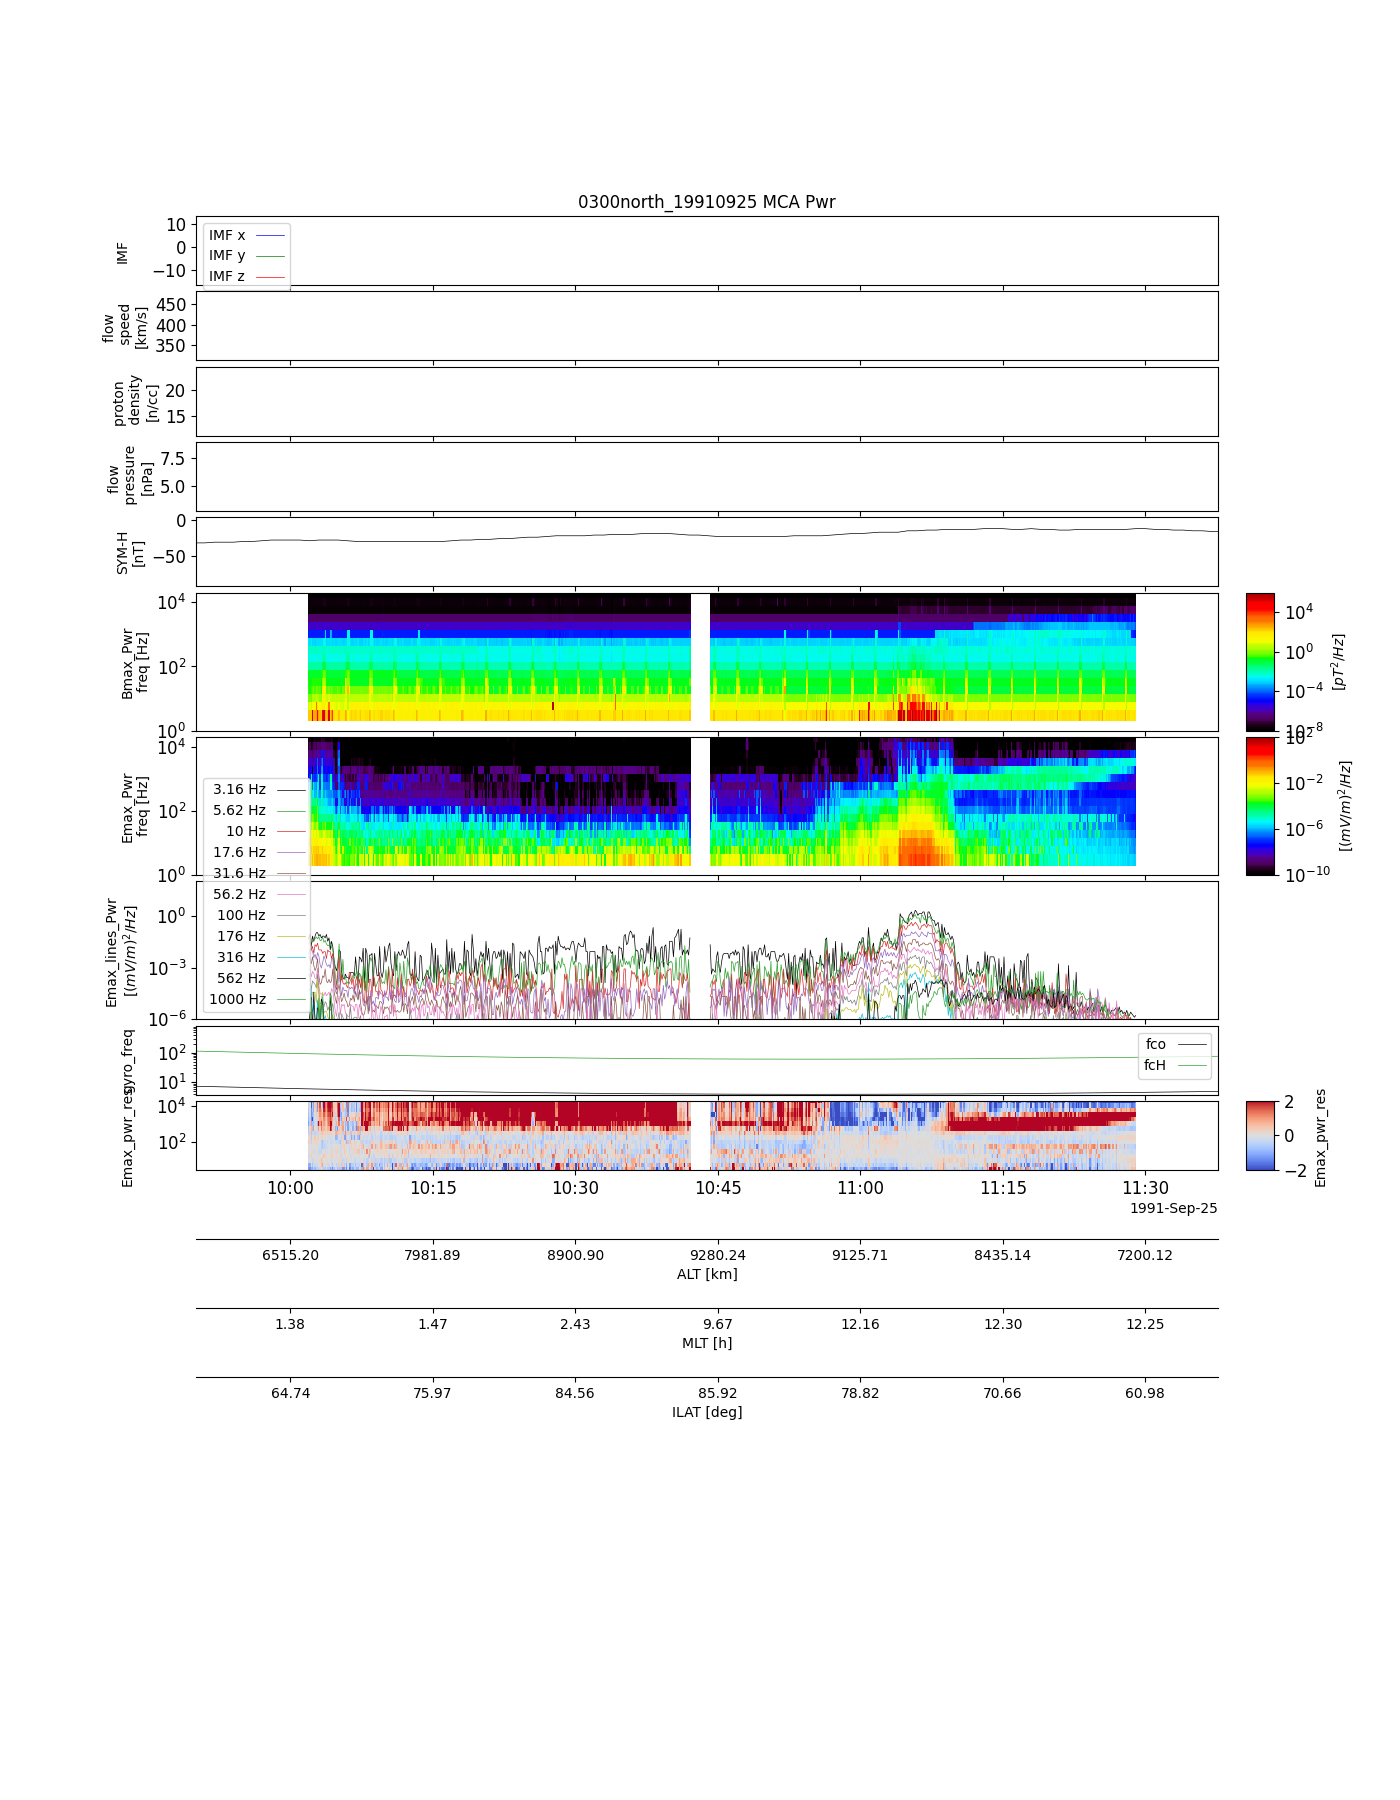 0300north_19910925 MCA Pwr
IMF
10
0
−10
IMF x
IMF y
IMF z
flow
speed
[km/s]
450
400
350
proton
density
[n/cc]
20
15
flow
pressure
[nPa]
7.5
5.0
SYM-H
[nT]
0
−50
Bmax_Pwr
freq [Hz]
10^4
10^2
10^0
10^4
10^0
10^−4
10^−8
[pT^2/Hz]
Emax_Pwr
freq [Hz]
10^4
10^2
10^0
10^2
10^−2
10^−6
10^−10
[(mV/m)^2/Hz]
3.16 Hz
5.62 Hz
10 Hz
17.6 Hz
31.6 Hz
56.2 Hz
100 Hz
176 Hz
316 Hz
562 Hz
1000 Hz
Emax_lines_Pwr
[(mV/m)^2/Hz]
10^0
10^−3
10^−6
gyro_freq
10^2
10^1
fco
fcH
Emax_pwr_res
10^4
10^2
2
0
−2
Emax_pwr_res
10:00 10:15 10:30 10:45 11:00 11:15 11:30
1991-Sep-25
6515.20 7981.89 8900.90 9280.24 9125.71 8435.14 7200.12
ALT [km]
1.38 1.47 2.43 9.67 12.16 12.30 12.25
MLT [h]
64.74 75.97 84.56 85.92 78.82 70.66 60.98
ILAT [deg]